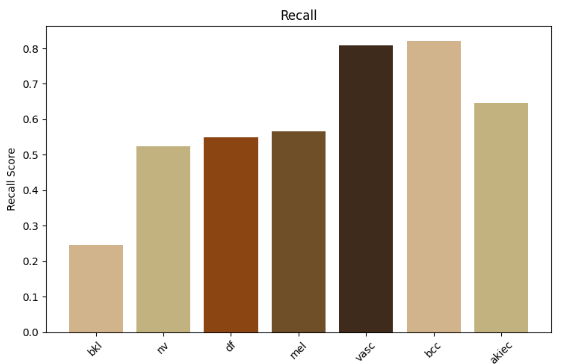 Recall
Recall Score
0.8
0.7
0.6
0.5
0.4
0.3
0.2
0.1
0.0
bkl
nv
df
mel
vasc
bcc
akiec